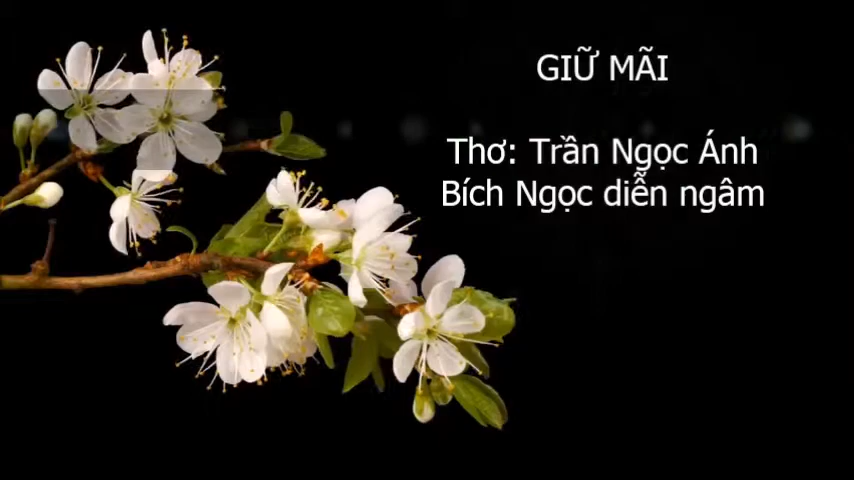 GIỮ MÃI
Thơ: Trần Ngọc Ánh
Bích Ngọc diễn ngâm